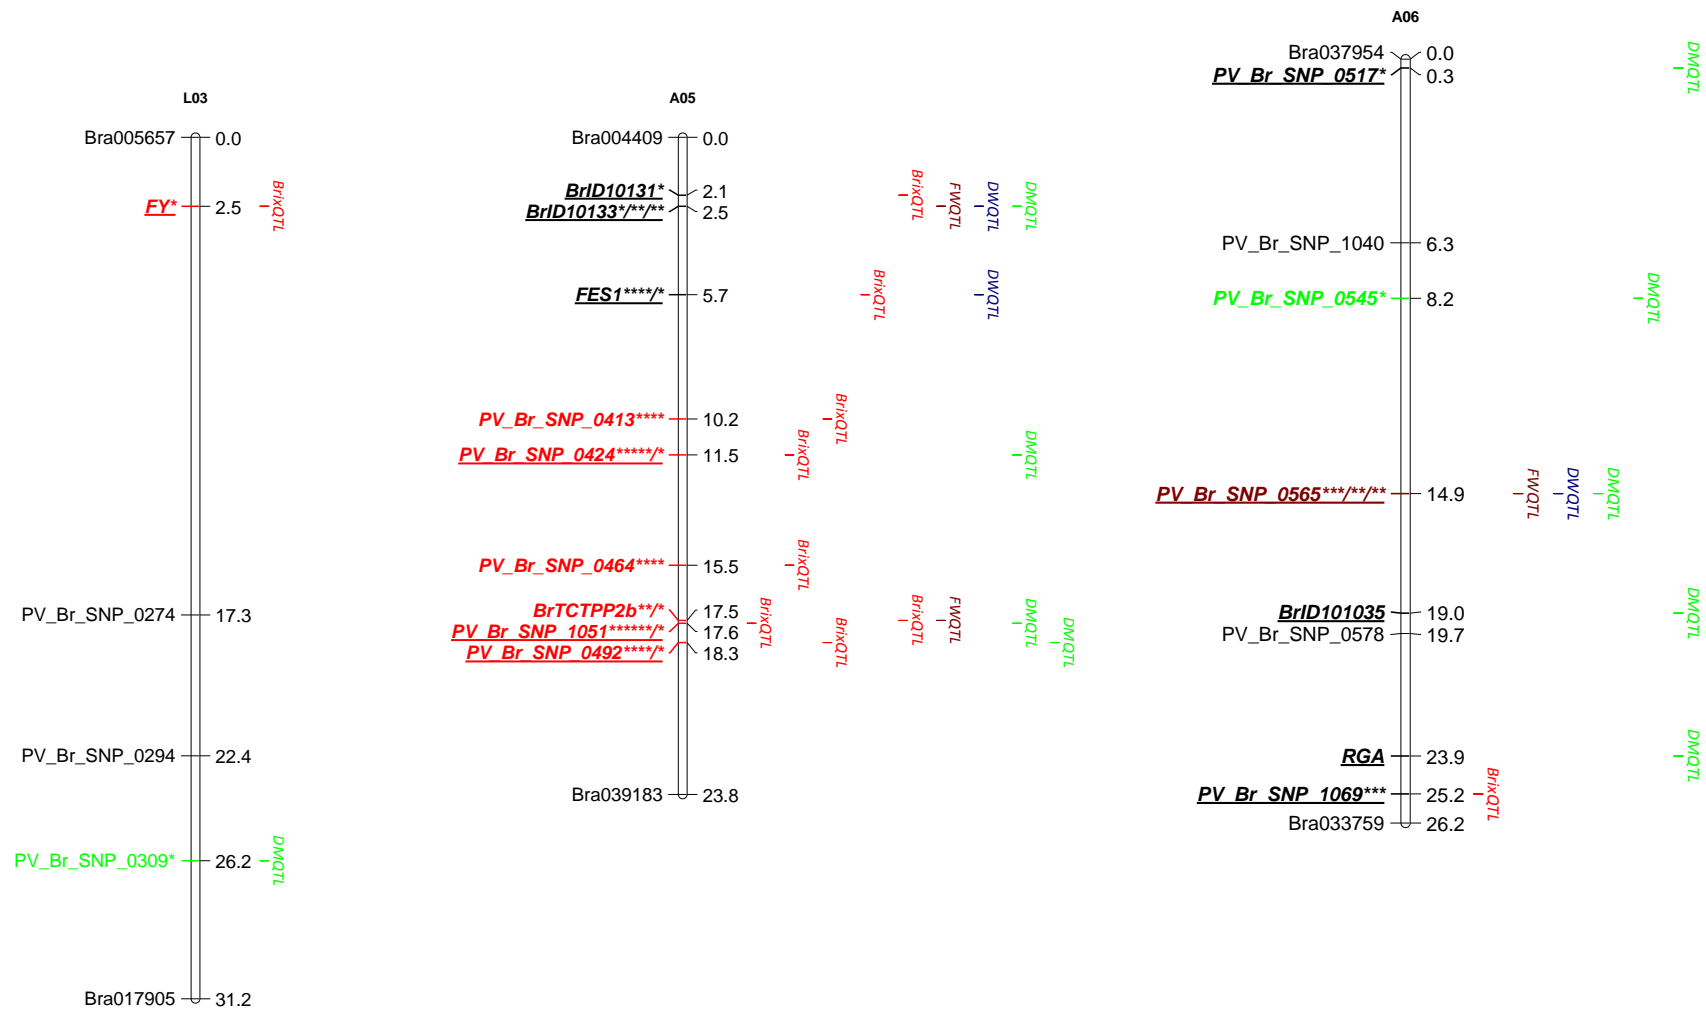 L03
Bra005657 0.0
FY* 2.5 BrixQTL
PV_Br_SNP_0274 17.3
PV_Br_SNP_0294 22.4
PV_Br_SNP_0309* 26.2 DMQTL
Bra017905 31.2
A05
Bra004409 0.0
BrID10131* 2.1 BrixQTL
BrID10133*/**/** 2.5 FWQTL DWQTL DMQTL
FES1****/* 5.7 BrixQTL DWQTL
PV_Br_SNP_0413**** 10.2 BrixQTL
PV_Br_SNP_0424*****/* 11.5 BrixQTL DMQTL
PV_Br_SNP_0464**** 15.5 BrixQTL
BrTCTPP2b**/* 17.5 BrixQTL FWQTL
PV_Br_SNP_1051******/* 17.6 BrixQTL DMQTL
PV_Br_SNP_0492****/* 18.3 BrixQTL DMQTL
Bra039183 23.8
A06
Bra037954 0.0
PV_Br_SNP_0517* 0.3 DMQTL
PV_Br_SNP_1040 6.3
PV_Br_SNP_0545* 8.2 DMQTL
PV_Br_SNP_0565***/**/** 14.9 FWQTL DWQTL DMQTL
BrID101035 19.0 DMQTL
PV_Br_SNP_0578 19.7
RGA 23.9 DMQTL
PV_Br_SNP_1069*** 25.2 BrixQTL
Bra033759 26.2